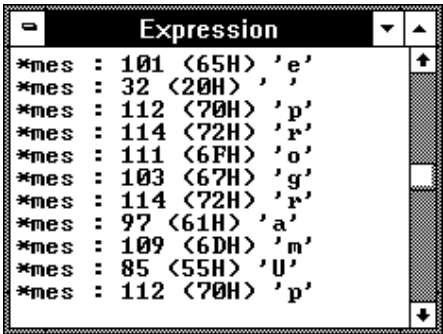 Expression
*mes : 101 (65H) 'e'
*mes : 32 (20H) ' '
*mes : 112 (70H) 'p'
*mes : 114 (72H) 'r'
*mes : 111 (6FH) 'o'
*mes : 103 (67H) 'g'
*mes : 114 (72H) 'r'
*mes : 97 (61H) 'a'
*mes : 109 (6DH) 'm'
*mes : 85 (55H) 'U'
*mes : 112 (70H) 'p'